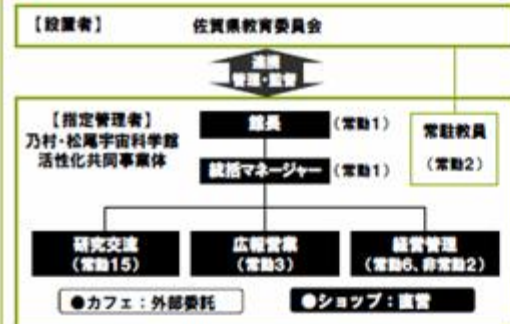 【設置者】 佐賀県教育委員会
連携
管理・監督
【指定管理者】
乃村・松尾宇宙科学館
活性化共同事業体
館長 (常勤1)
統括マネージャー (常勤1)
常駐教員
(常勤2)
研究交流
(常勤15)
広報営業
(常勤3)
経営管理
(常勤6、非常勤2)
●カフェ：外部委託
●ショップ：直営